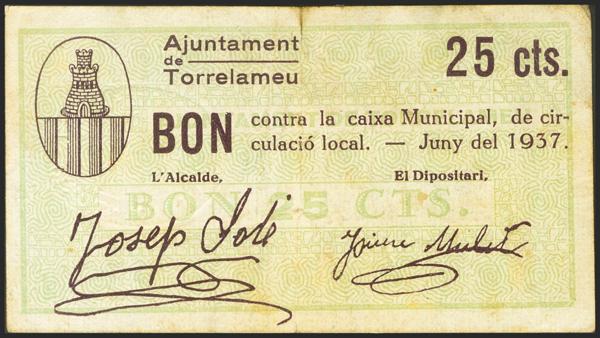 Ajuntament
de
Torrelameu
25 cts.
BON contra la caixa Municipal, de cir-
culació local. — Juny del 1937.
L'Alcalde,
El Dipositari,
BON 25 CTS.
Josep Solé